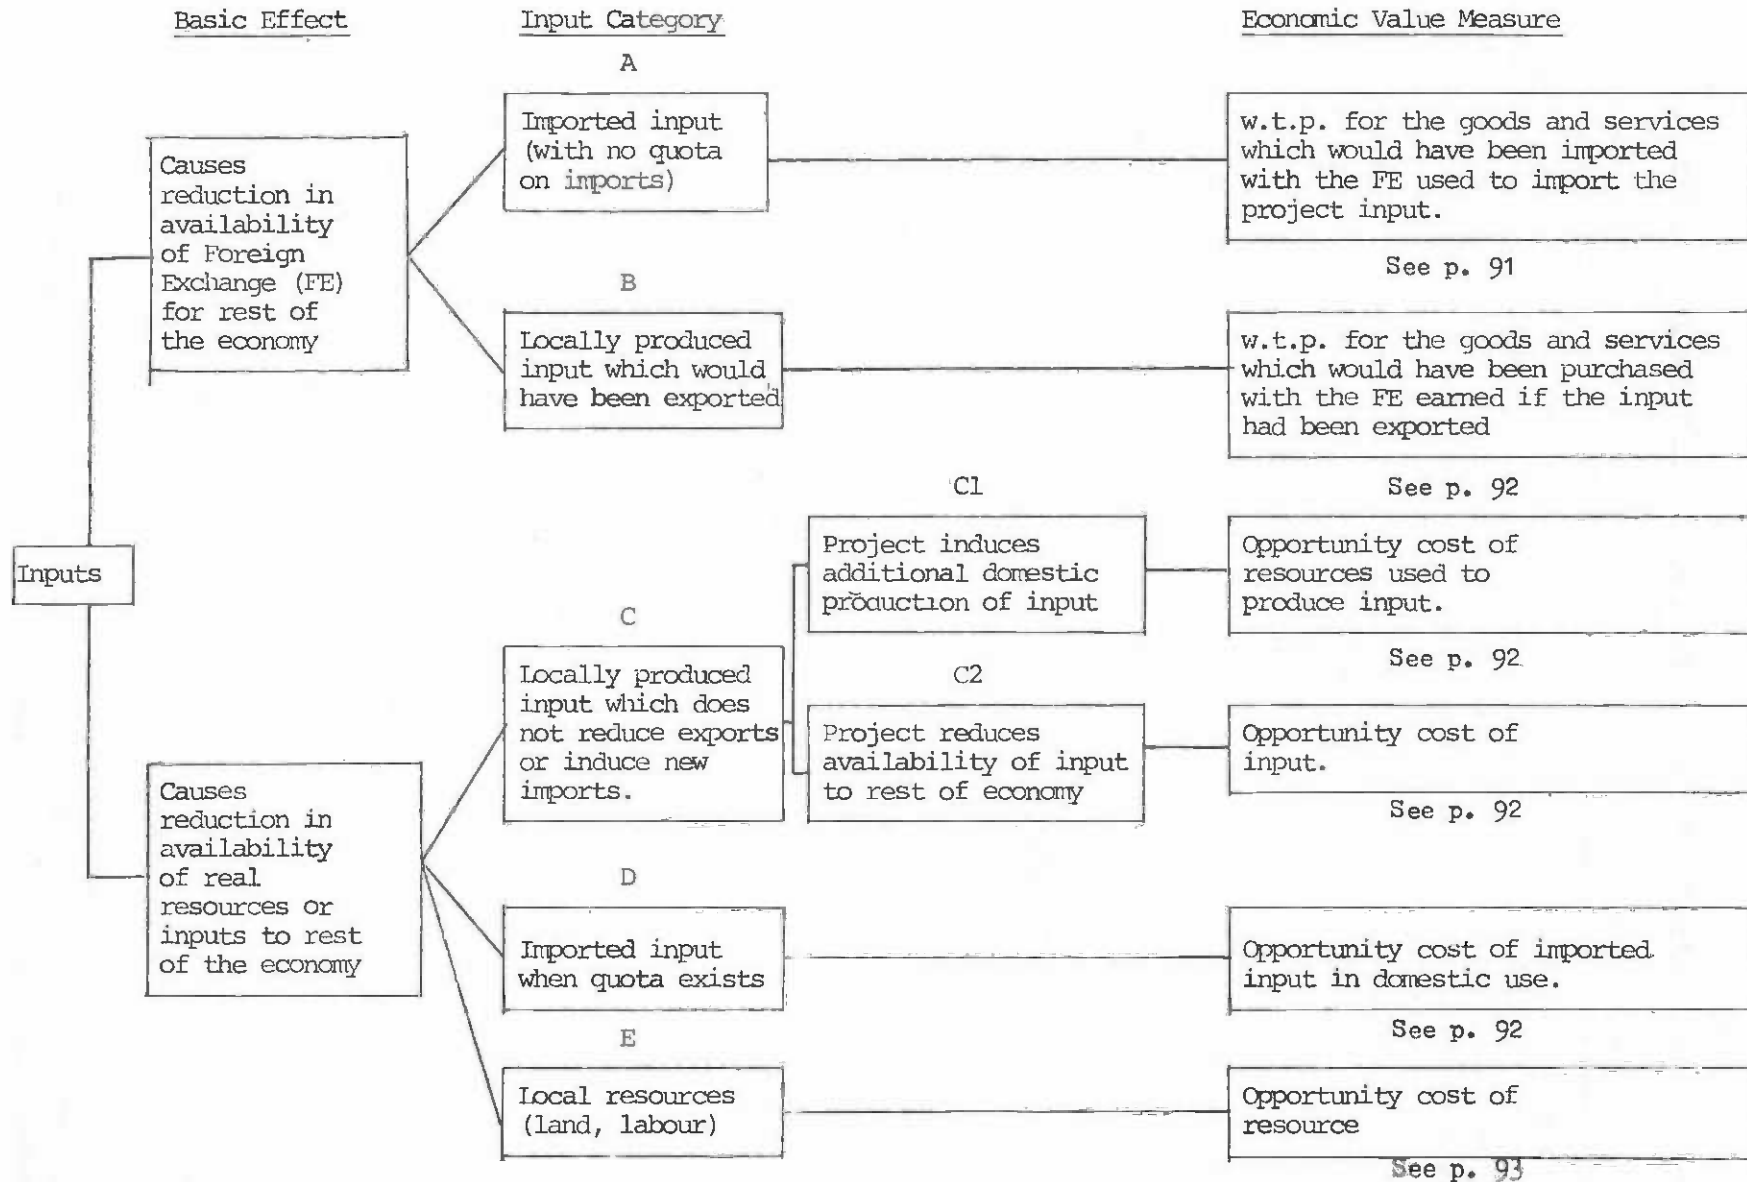 Basic Effect Input Category Economic Value Measure
A
Imported input
(with no quota
on imports)
w.t.p. for the goods and services
which would have been imported
with the FE used to import the
project input.
See p. 91
Causes
reduction in
availability
of Foreign
Exchange (FE)
for rest of
the economy
B
Locally produced
input which would
have been exported
w.t.p. for the goods and services
which would have been purchased
with the FE earned if the input
had been exported
See p. 92
Inputs
C1
Project induces
additional domestic
production of input
Opportunity cost of
resources used to
produce input.
See p. 92
C
Locally produced
input which does
not reduce exports
or induce new
imports.
C2
Project reduces
availability of input
to rest of economy
Opportunity cost of
input.
See p. 92
Causes
reduction in
availability
of real
resources or
inputs to rest
of the economy
D
Imported input
when quota exists
Opportunity cost of imported
input in domestic use.
See p. 92
E
Local resources
(land, labour)
Opportunity cost of
resource
See p. 93